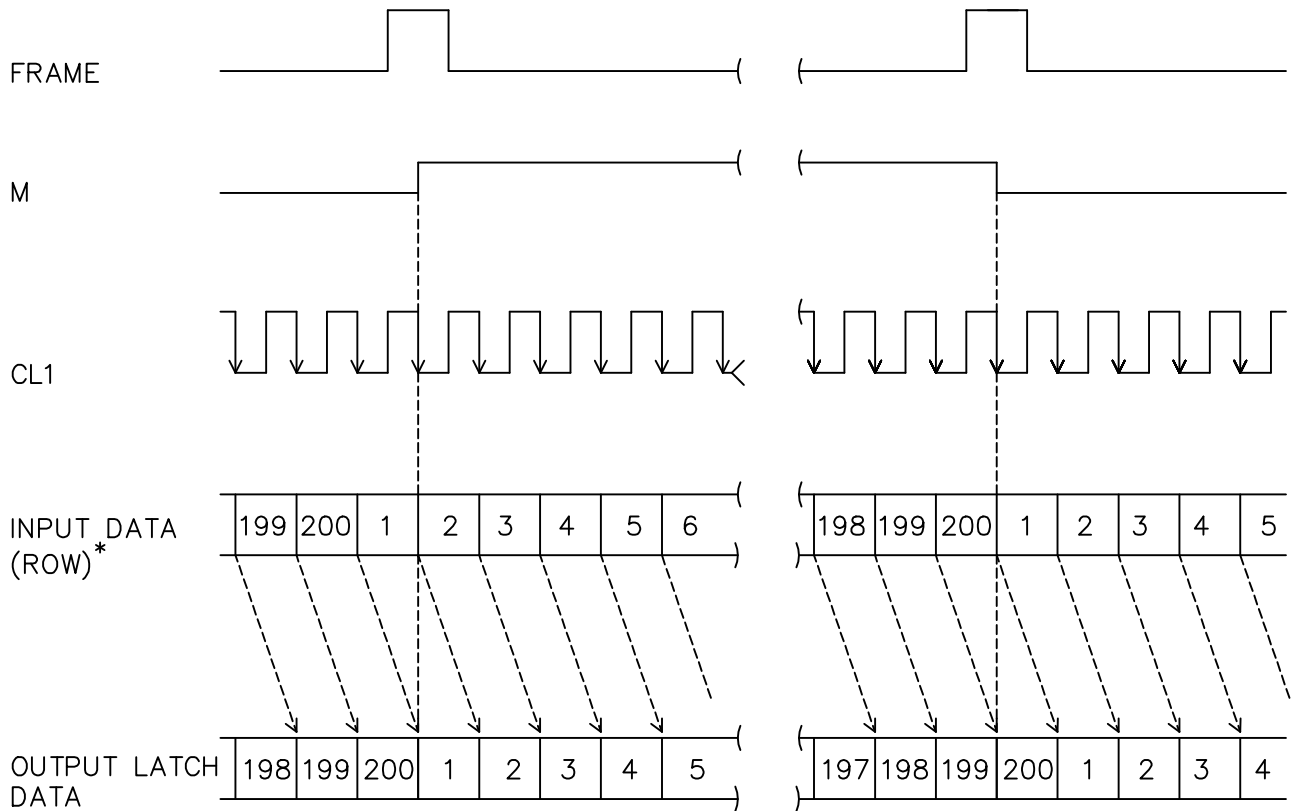 FRAME
M
CL1
INPUT DATA
(ROW)*
199 200 1 2 3 4 5 6 198 199 200 1 2 3 4 5
OUTPUT LATCH
DATA
198 199 200 1 2 3 4 5 197 198 199 200 1 2 3 4